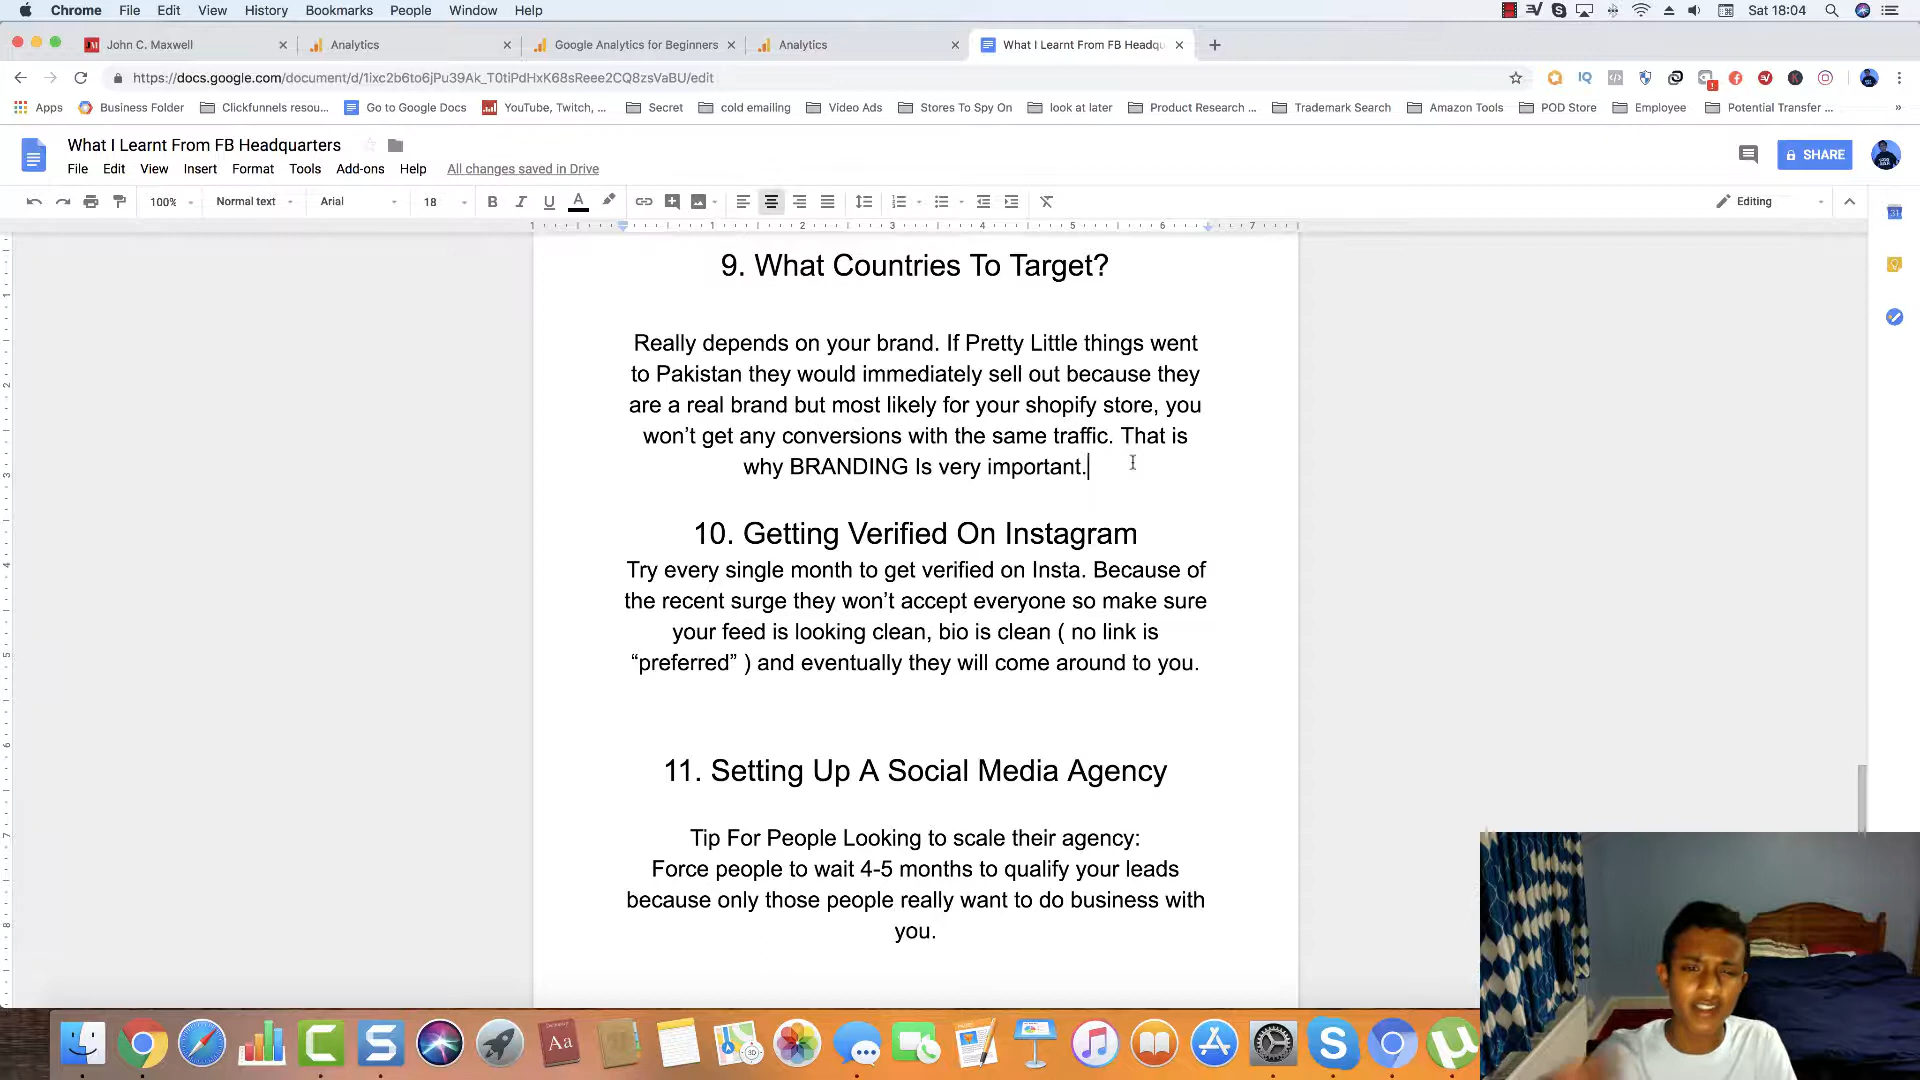 Chrome File Edit View History Bookmarks People Window Help Sat 18:04
John C. Maxwell Analytics Google Analytics for Beginners Analytics What I Learnt From FB Headqu
https://docs.google.com/document/d/1ixc2b6to6jPu39Ak_T0tiPdHxK68sReee2CQ8zsVaBU/edit
Apps Business Folder Clickfunnels resou... Go to Google Docs YouTube, Twitch, ... Secret cold emailing Video Ads Stores To Spy On look at later Product Research ... Trademark Search Amazon Tools POD Store Employee Potential Transfer ... »
What I Learnt From FB Headquarters
SHARE
File Edit View Insert Format Tools Add-ons Help All changes saved in Drive
100% Normal text Arial 18 B I U A Editing
1 1 2 3 4 5 6 7
9. What Countries To Target?
Really depends on your brand. If Pretty Little things went
to Pakistan they would immediately sell out because they
are a real brand but most likely for your shopify store, you
won’t get any conversions with the same traffic. That is
why BRANDING Is very important.
10. Getting Verified On Instagram
Try every single month to get verified on Insta. Because of
the recent surge they won’t accept everyone so make sure
your feed is looking clean, bio is clean ( no link is
“preferred” ) and eventually they will come around to you.
11. Setting Up A Social Media Agency
Tip For People Looking to scale their agency:
Force people to wait 4-5 months to qualify your leads
because only those people really want to do business with
you.